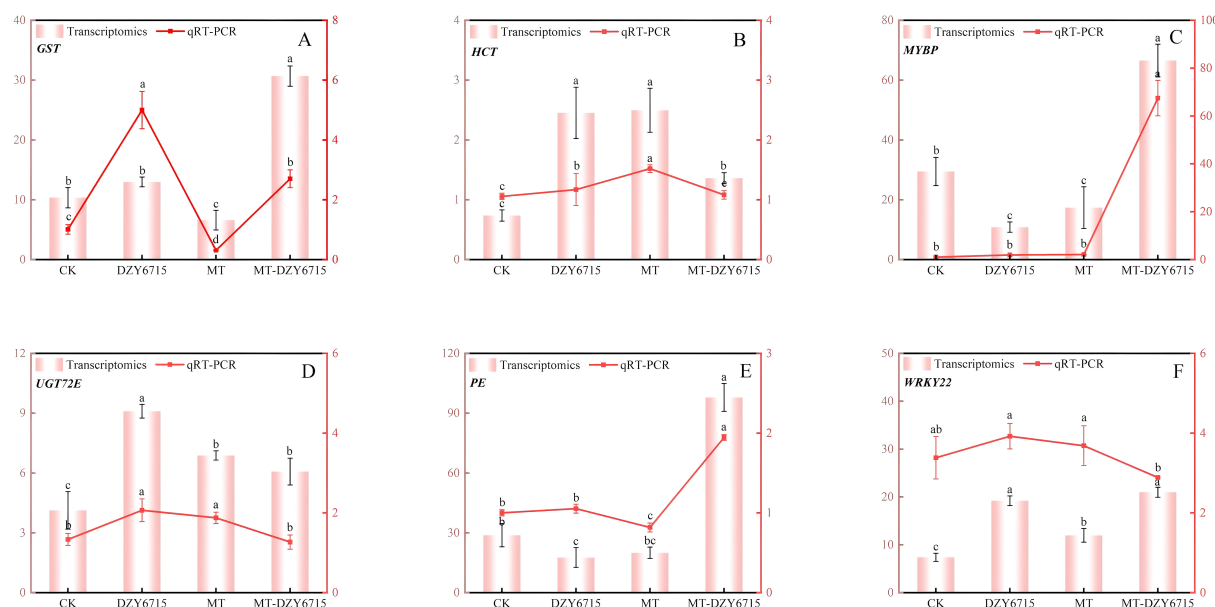 40
30
20
10
0
8
6
4
2
0
Transcriptomics
qRT-PCR
A
GST
b
c
a
b
c
d
a
b
CK
DZY6715
MT
MT-DZY6715
4
3
2
1
0
4
3
2
1
0
Transcriptomics
qRT-PCR
B
HCT
c
c
a
b
a
a
b
c
CK
DZY6715
MT
MT-DZY6715
80
60
40
20
0
100
80
60
40
20
0
Transcriptomics
qRT-PCR
C
MYBP
b
b
c
b
c
b
a
a
CK
DZY6715
MT
MT-DZY6715
12
9
6
3
0
6
4
2
0
Transcriptomics
qRT-PCR
D
UGT72E
c
b
a
a
b
a
b
b
CK
DZY6715
MT
MT-DZY6715
120
90
60
30
0
3
2
1
0
Transcriptomics
qRT-PCR
E
PE
b
b
b
c
c
bc
a
a
CK
DZY6715
MT
MT-DZY6715
50
40
30
20
10
0
6
4
2
0
Transcriptomics
qRT-PCR
F
WRKY22
ab
c
a
a
a
b
b
a
CK
DZY6715
MT
MT-DZY6715